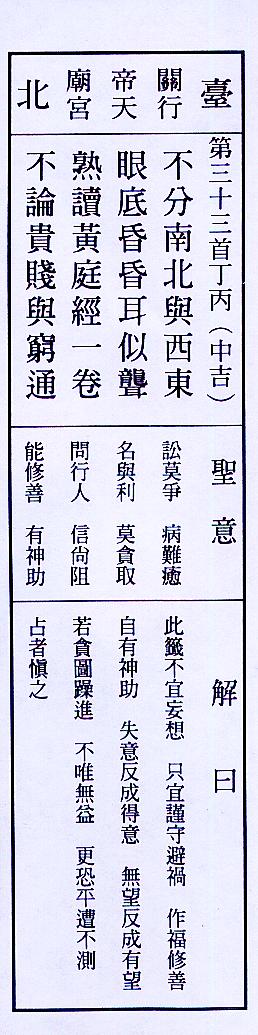 臺北
行天宮
關帝廟
第三十三首丁丙(中吉)
不分南北與西東
眼底昏昏耳似聾
熟讀黃庭經一卷
不論貴賤與窮通
聖意
訟莫爭 病難癒
名與利 莫貪取
問行人 信尙阻
能修善 有神助
解曰
此籤不宜妄想 只宜謹守避禍 作福修善
自有神助 失意反成得意 無望反成有望
若貪圖躁進 不唯無益 更恐平遭不測
占者愼之